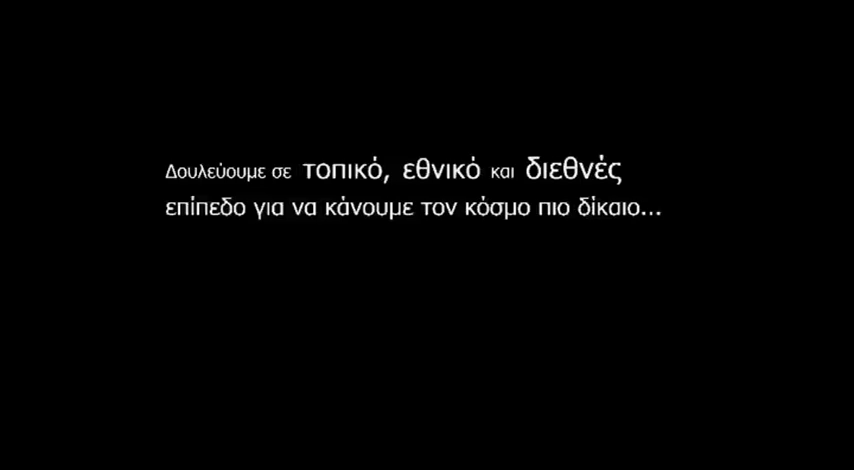 Δουλεύουμε σε τοπικό, εθνικό και διεθνές
επίπεδο για να κάνουμε τον κόσμο πιο δίκαιο...